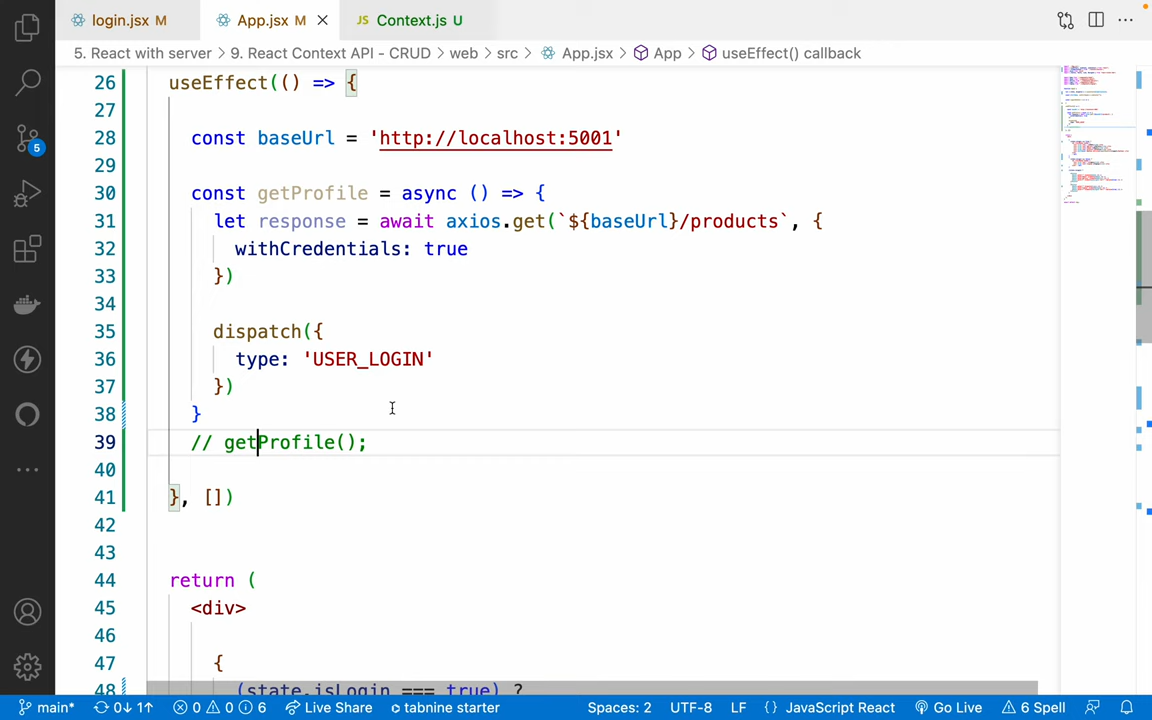 login.jsx M
App.jsx M
JS Context.js U
5. React with server > 9. React Context API - CRUD > web > src > App.jsx > App > useEffect() callback
26 useEffect(() => {
27
28 const baseUrl = 'http://localhost:5001'
29
30 const getProfile = async () => {
31 let response = await axios.get(`${baseUrl}/products`, {
32 withCredentials: true
33 })
34
35 dispatch({
36 type: 'USER_LOGIN'
37 })
38 }
39 // getProfile();
40
41 }, [])
42
43
44 return (
45 <div>
46
47 {
48 (state.isLogin === true) ?
5
main* 0↓ 1↑ 0 0 6 Live Share tabnine starter Spaces: 2 UTF-8 LF {} JavaScript React Go Live 6 Spell